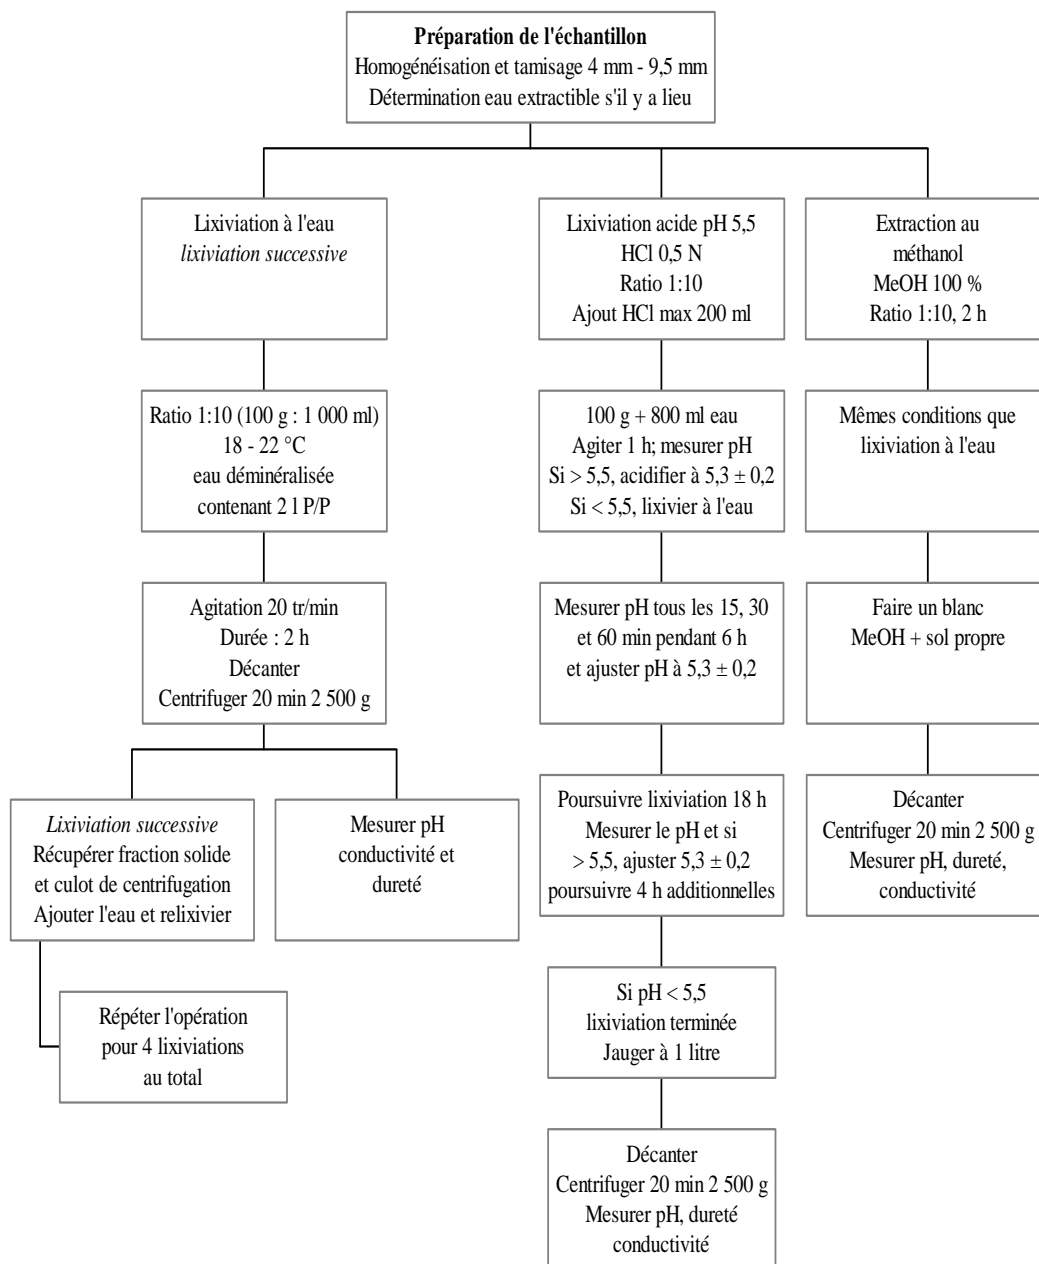 Préparation de l'échantillon
Homogénéisation et tamisage 4 mm - 9,5 mm
Détermination eau extractible s'il y a lieu
Lixiviation à l'eau
lixiviation successive
Ratio 1:10 (100 g : 1 000 ml)
18 - 22 °C
eau déminéralisée
contenant 2 l P/P
Agitation 20 tr/min
Durée : 2 h
Décanter
Centrifuger 20 min 2 500 g
Lixiviation successive
Récupérer fraction solide
et culot de centrifugation
Ajouter l'eau et relixivier
Répéter l'opération
pour 4 lixiviations
au total
Mesurer pH
conductivité et
dureté
Lixiviation acide pH 5,5
HCl 0,5 N
Ratio 1:10
Ajout HCl max 200 ml
100 g + 800 ml eau
Agiter 1 h; mesurer pH
Si > 5,5, acidifier à 5,3 ± 0,2
Si < 5,5, lixivier à l'eau
Mesurer pH tous les 15, 30
et 60 min pendant 6 h
et ajuster pH à 5,3 ± 0,2
Poursuivre lixiviation 18 h
Mesurer le pH et si
> 5,5, ajuster 5,3 ± 0,2
poursuivre 4 h additionnelles
Si pH < 5,5
lixiviation terminée
Jauger à 1 litre
Décanter
Centrifuger 20 min 2 500 g
Mesurer pH, dureté
conductivité
Extraction au
méthanol
MeOH 100 %
Ratio 1:10, 2 h
Mêmes conditions que
lixiviation à l'eau
Faire un blanc
MeOH + sol propre
Décanter
Centrifuger 20 min 2 500 g
Mesurer pH, dureté,
conductivité